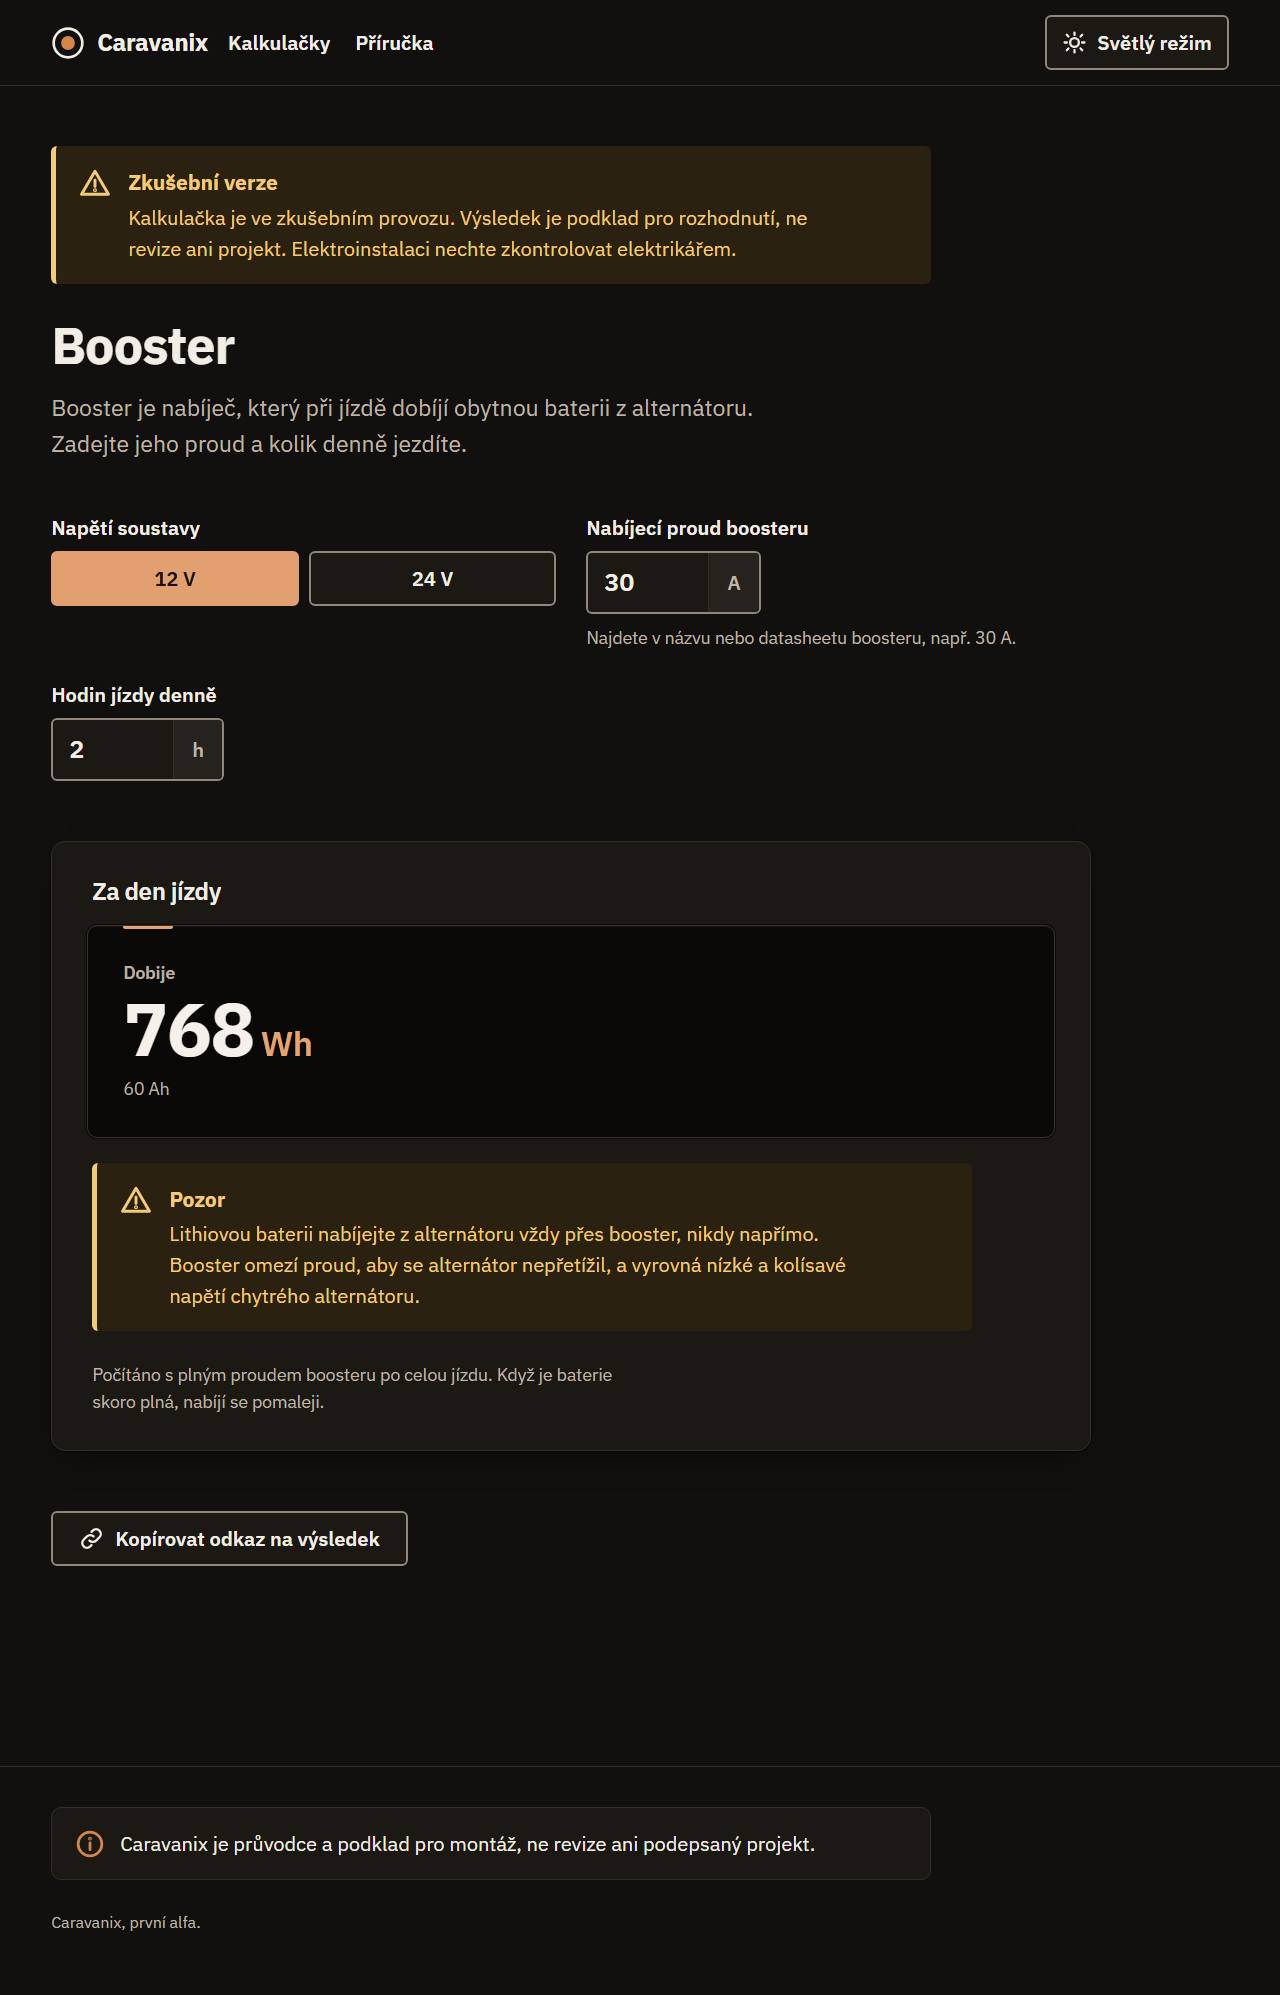 Caravanix Kalkulačky Příručka Světlý režim
Zkušební verze
Kalkulačka je ve zkušebním provozu. Výsledek je podklad pro rozhodnutí, ne
revize ani projekt. Elektroinstalaci nechte zkontrolovat elektrikářem.
Booster
Booster je nabíječ, který při jízdě dobíjí obytnou baterii z alternátoru.
Zadejte jeho proud a kolik denně jezdíte.
Napětí soustavy
12 V 24 V
Nabíjecí proud boosteru
30 A
Najdete v názvu nebo datasheetu boosteru, např. 30 A.
Hodin jízdy denně
2 h
Za den jízdy
Dobije
768 Wh
60 Ah
Pozor
Lithiovou baterii nabíjejte z alternátoru vždy přes booster, nikdy napřímo.
Booster omezí proud, aby se alternátor nepřetížil, a vyrovná nízké a kolísavé
napětí chytrého alternátoru.
Počítáno s plným proudem boosteru po celou jízdu. Když je baterie
skoro plná, nabíjí se pomaleji.
Kopírovat odkaz na výsledek
Caravanix je průvodce a podklad pro montáž, ne revize ani podepsaný projekt.
Caravanix, první alfa.